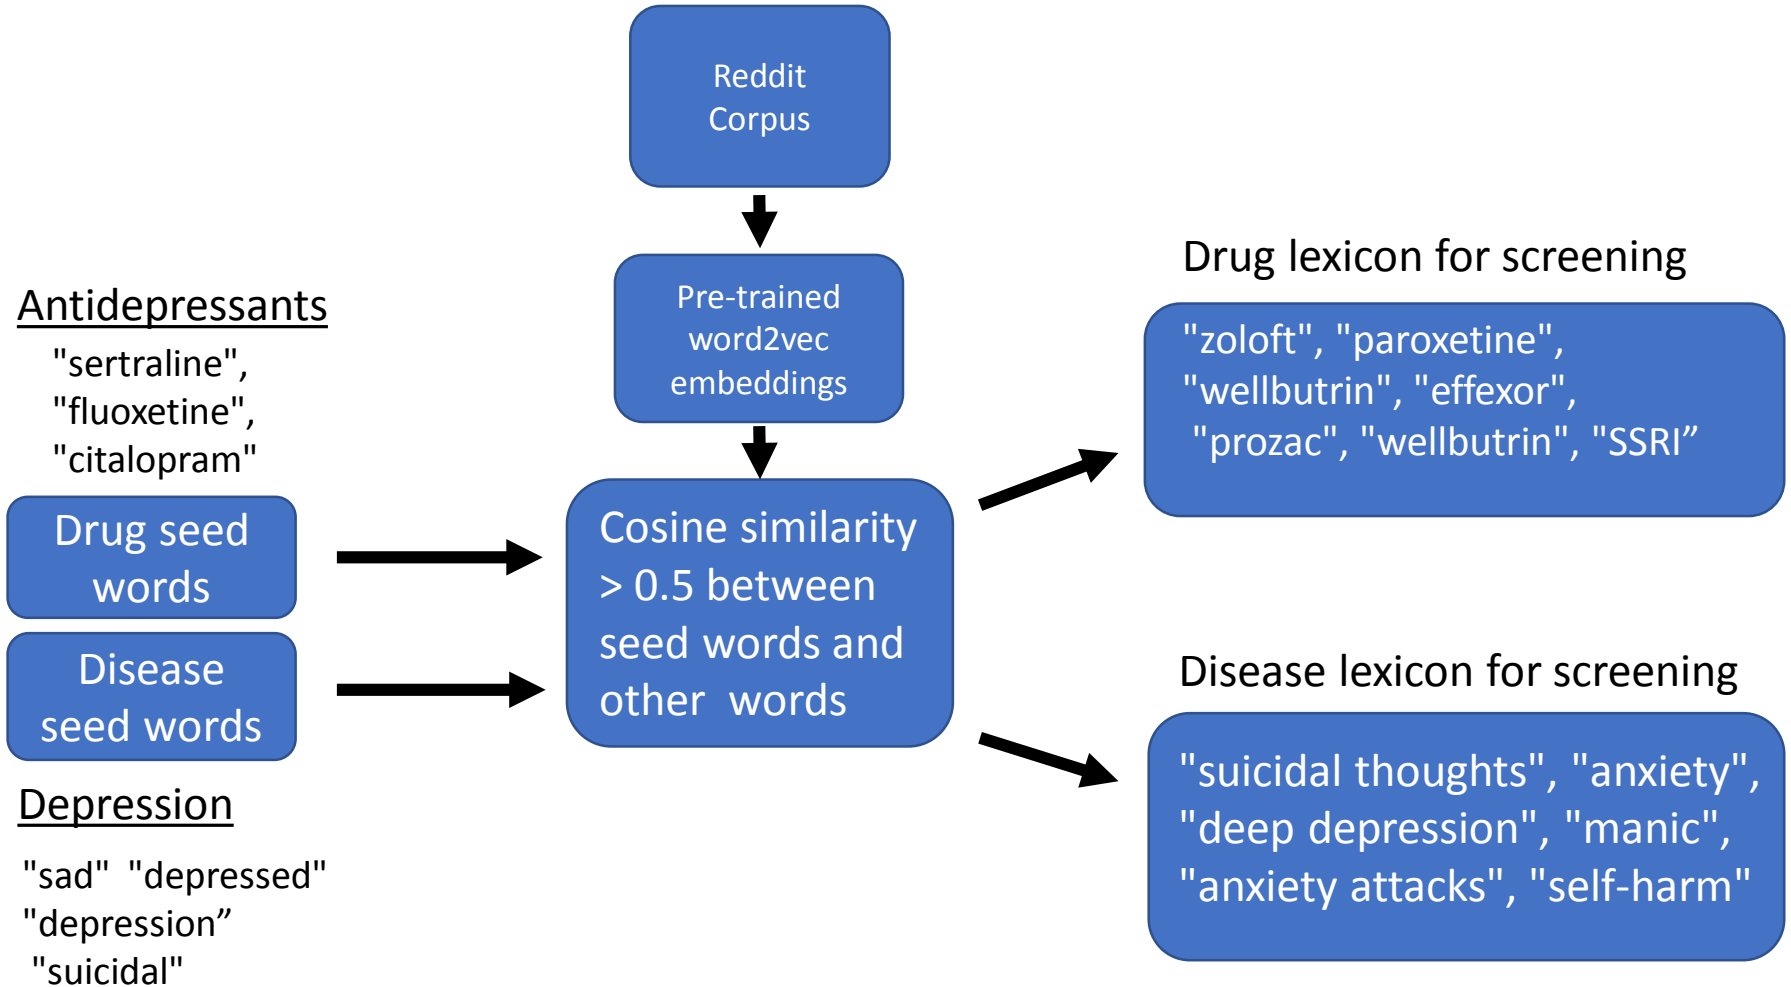 Reddit
Corpus
Pre-trained
word2vec
embeddings
Antidepressants
"sertraline",
"fluoxetine",
"citalopram"
Drug seed
words
Disease
seed words
Depression
"sad"  "depressed"
"depression”
"suicidal"
Cosine similarity
> 0.5 between
seed words and
other  words
Drug lexicon for screening
"zoloft", "paroxetine",
"wellbutrin", "effexor",
"prozac", "wellbutrin", "SSRI”
Disease lexicon for screening
"suicidal thoughts", "anxiety",
"deep depression", "manic",
"anxiety attacks", "self-harm"